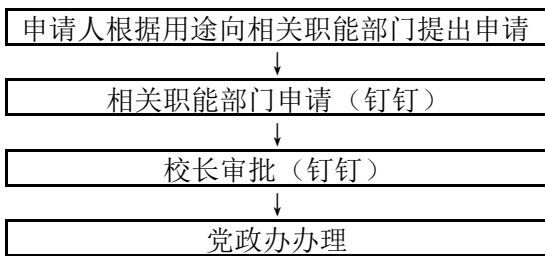 申请人根据用途向相关职能部门提出申请
↓
相关职能部门申请（钉钉）
↓
校长审批（钉钉）
↓
党政办办理